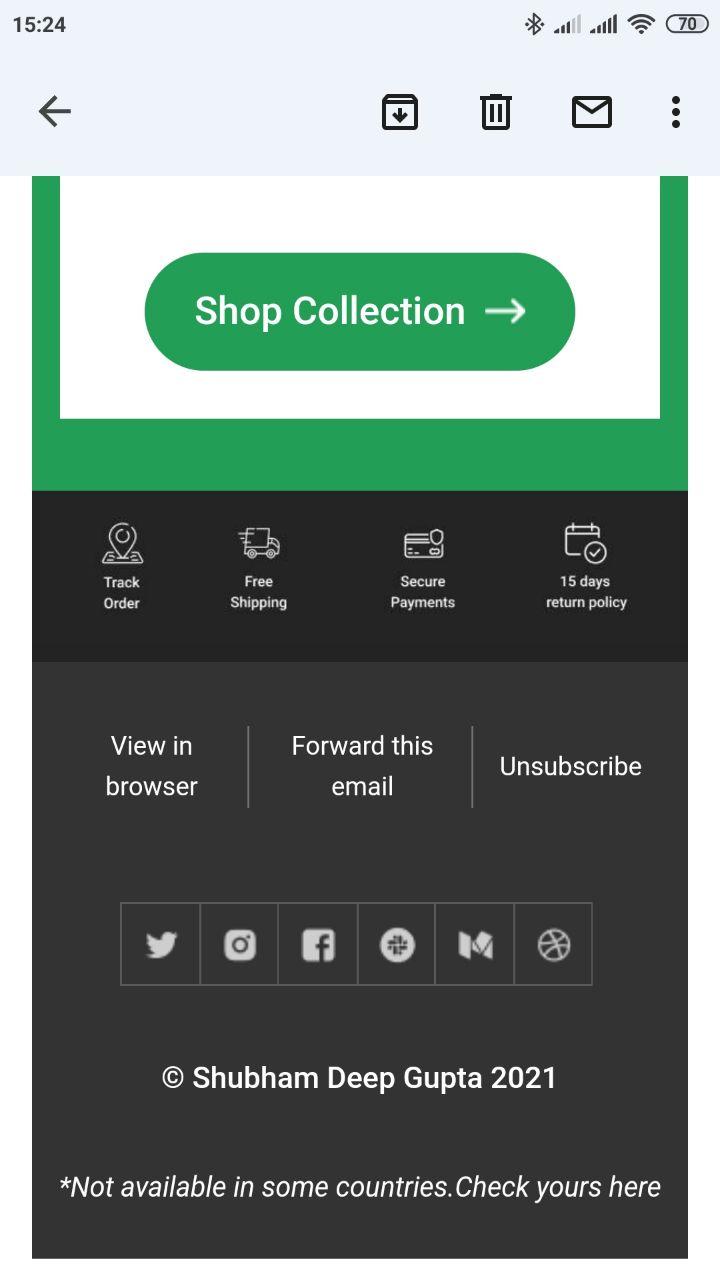 15:24
70
Shop Collection
Track
Order
Free
Shipping
Secure
Payments
15 days
return policy
View in
browser
Forward this
email
Unsubscribe
© Shubham Deep Gupta 2021
*Not available in some countries.Check yours here